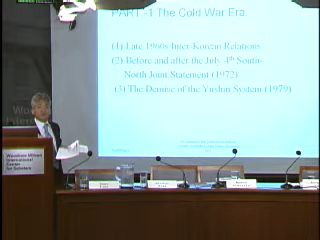 PART -1 The Cold War Era
(1) Late 1960s Inter-Korean Relations
(2) Before and after the July 4th South-
North Joint Statement (1972)
(3) The Demise of the Yushin System (1979)
Woodrow Wilson
International
Center
for Scholars